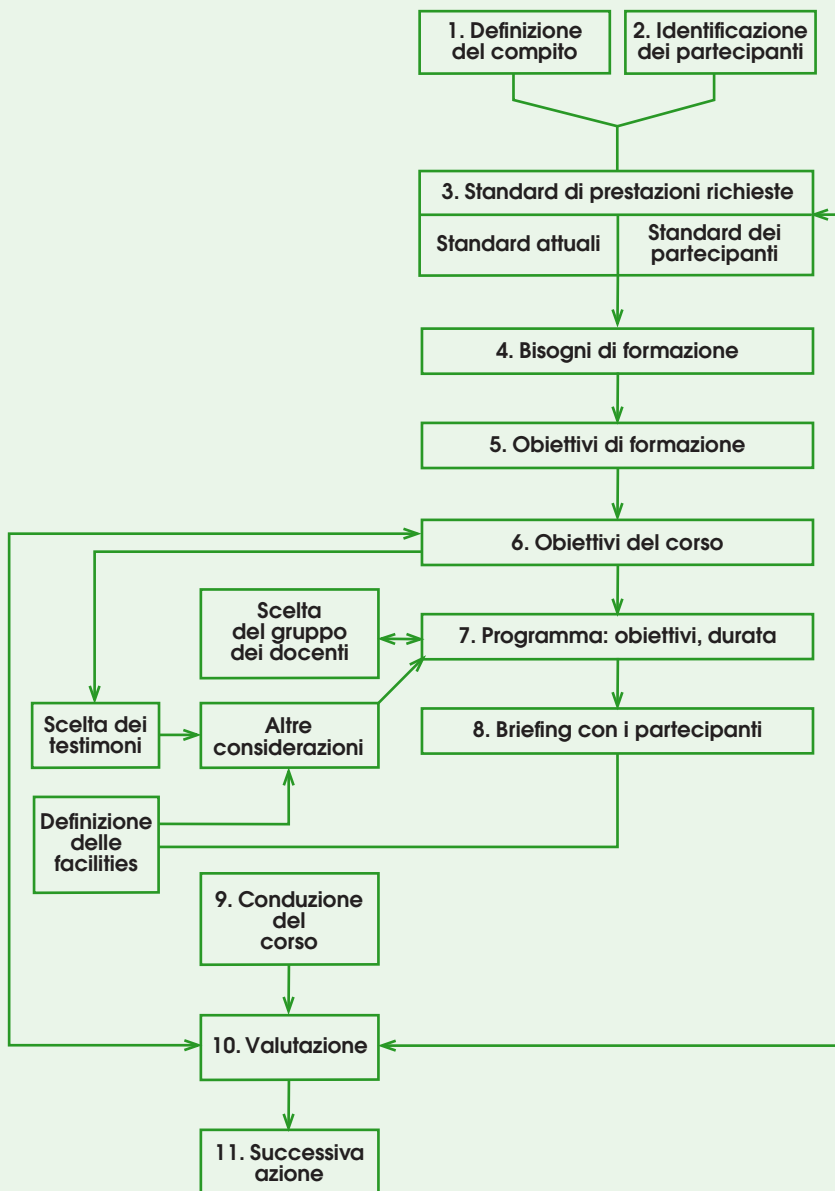 1. Definizione
del compito
2. Identificazione
dei partecipanti
3. Standard di prestazioni richieste
Standard attuali
Standard dei
partecipanti
4. Bisogni di formazione
5. Obiettivi di formazione
6. Obiettivi del corso
Scelta
del gruppo
dei docenti
7. Programma: obiettivi, durata
Scelta dei
testimoni
Altre
considerazioni
8. Briefing con i partecipanti
Definizione
delle
facilities
9. Conduzione
del
corso
10. Valutazione
11. Successiva
azione